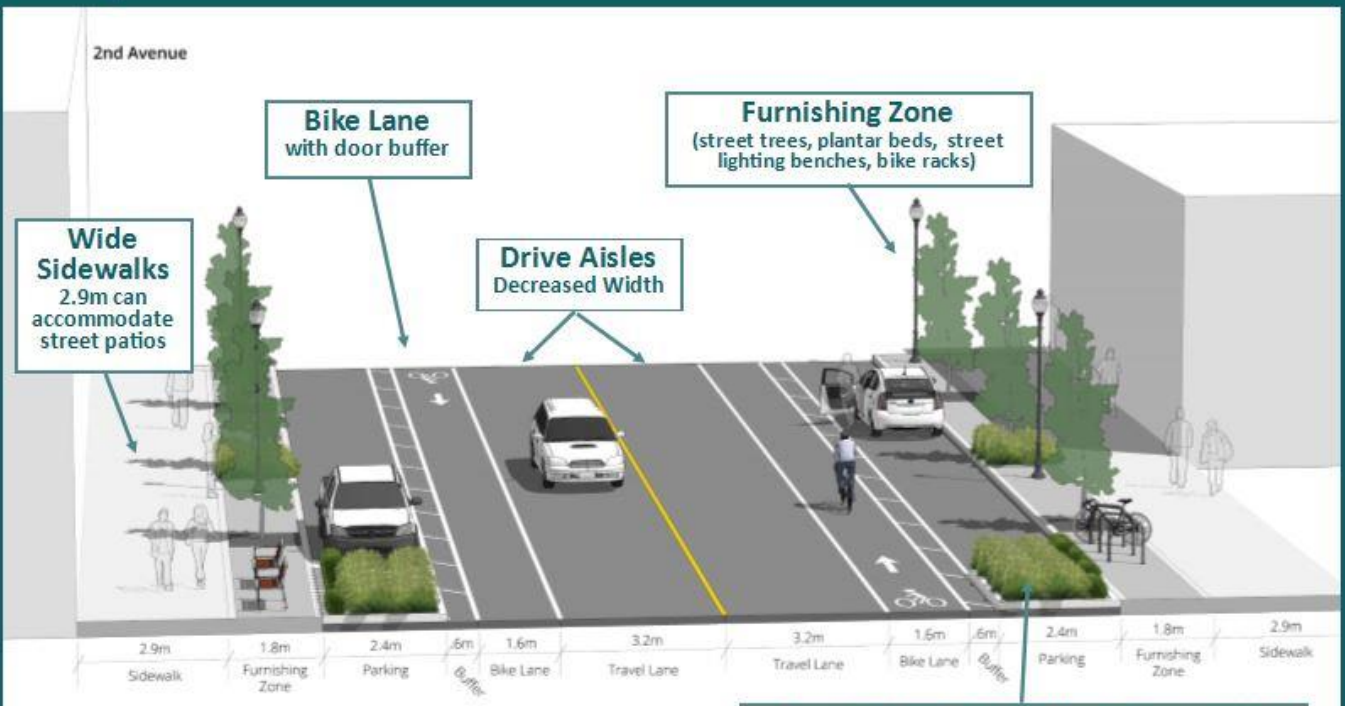 2nd Avenue
Bike Lane
with door buffer
Furnishing Zone
(street trees, plantar beds, street
lighting benches, bike racks)
Wide
Sidewalks
2.9m can
accommodate
street patios
Drive Aisles
Decreased Width
2.9m 1.8m 2.4m .6m 1.6m 3.2m 3.2m 1.6m .6m 2.4m 1.8m 2.9m
Sidewalk Furnishing Zone Parking Buffer Bike Lane Travel Lane Travel Lane Bike Lane Buffer Parking Furnishing Zone Sidewalk